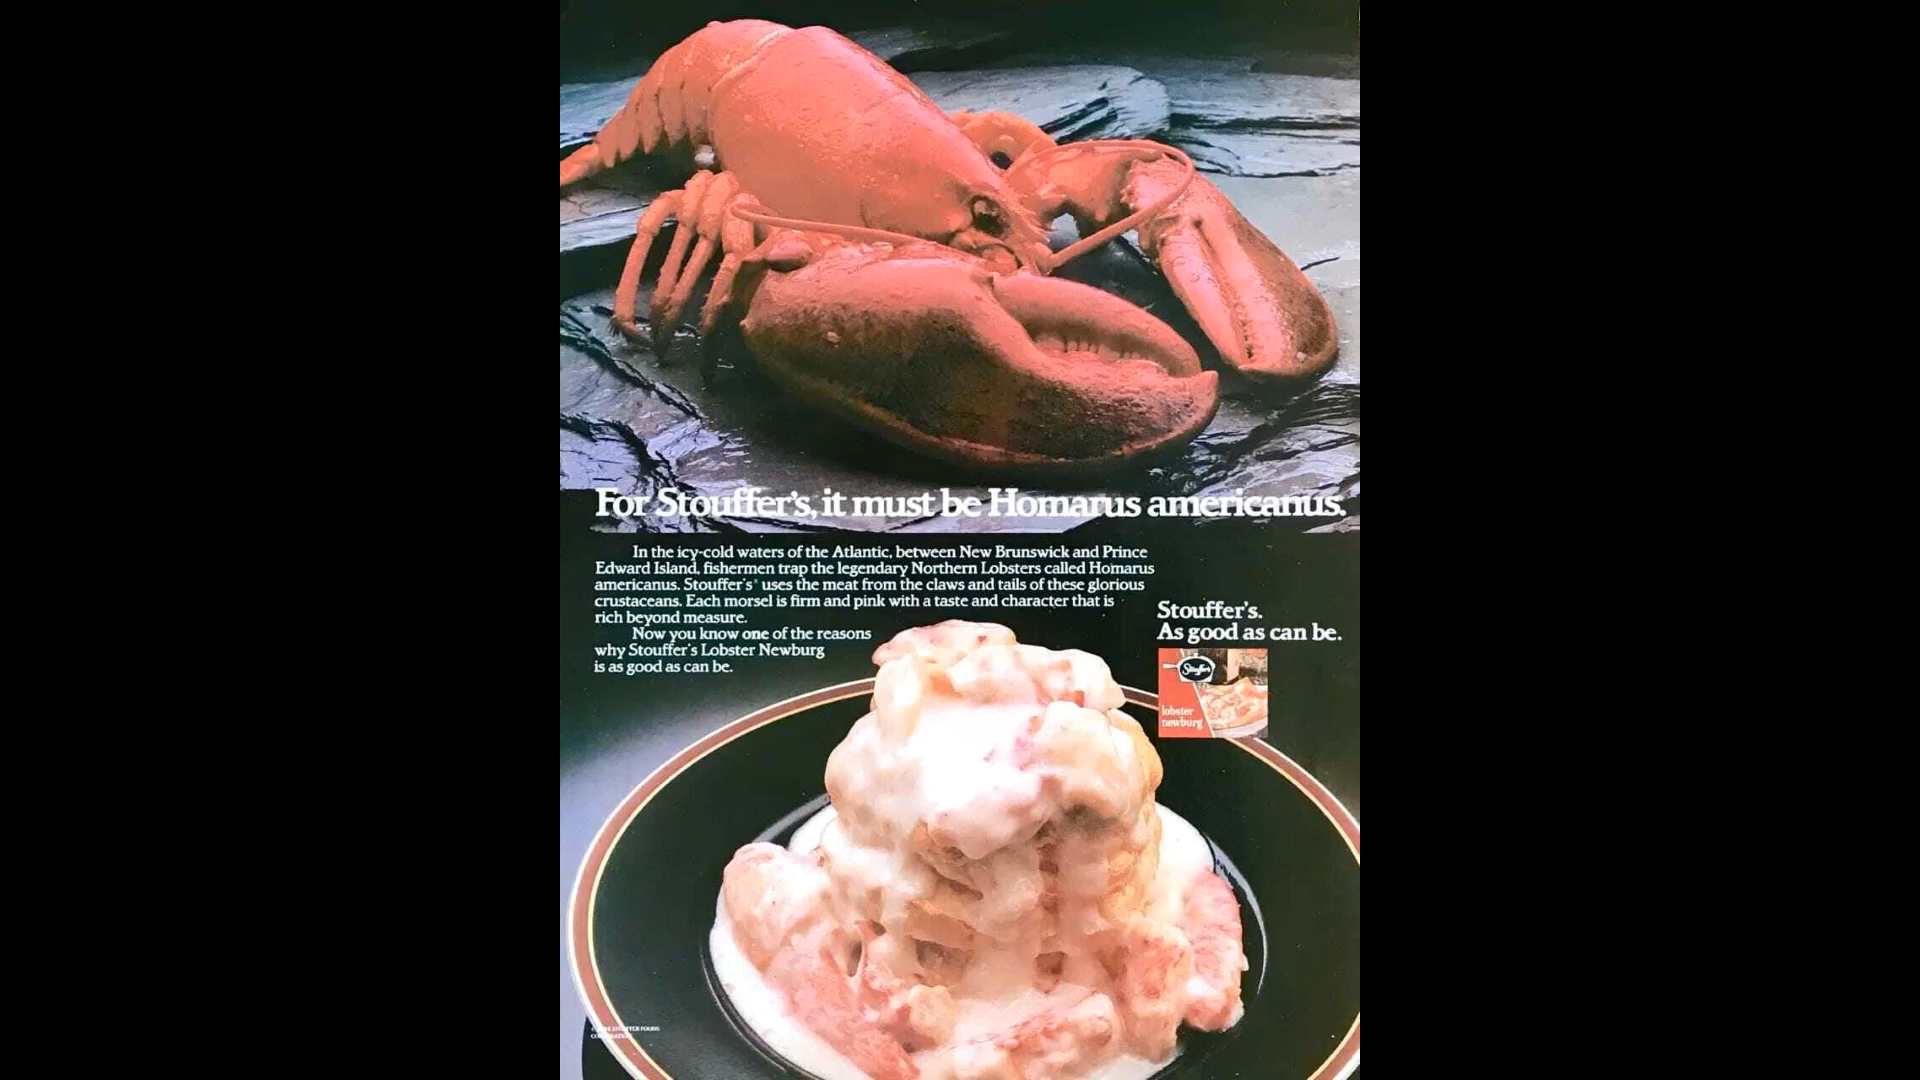 For Stouffer's, it must be Homarus americanus.
In the icy-cold waters of the Atlantic, between New Brunswick and Prince
Edward Island, fishermen trap the legendary Northern Lobsters called Homarus
americanus. Stouffer's® uses the meat from the claws and tails of these glorious
crustaceans. Each morsel is firm and pink with a taste and character that is
rich beyond measure.
Now you know one of the reasons
why Stouffer's Lobster Newburg
is as good as can be.
Stouffer's.
As good as can be.
Stouffer's
lobster
newburg
STOUFFER FOODS